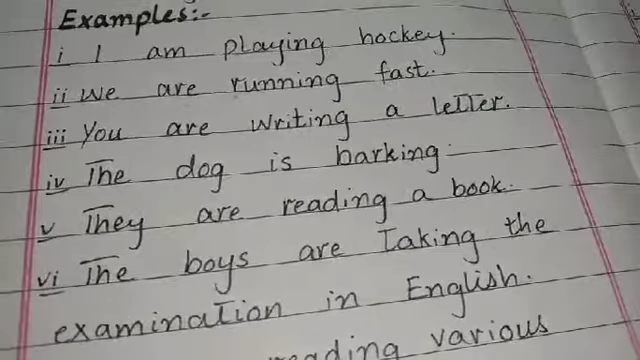 Examples:-
i I am playing hockey.
ii We are running fast.
iii You are writing a letter.
iv The dog is barking.
v They are reading a book.
vi The boys are Taking the
examination in English.
reading various